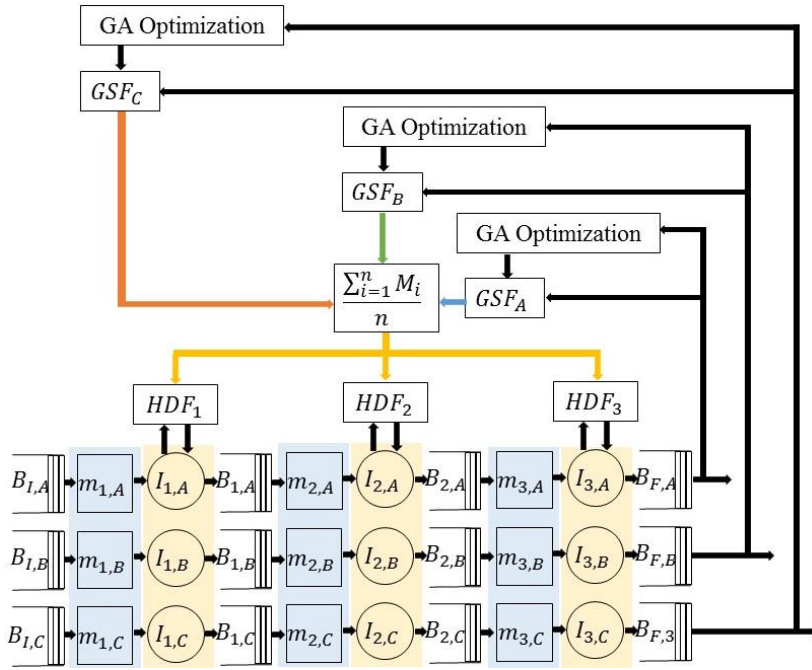 GA Optimization
GSF_C
GA Optimization
GSF_B
GA Optimization
∑_{i=1}^{n} M_i
n
GSF_A
HDF_1 HDF_2 HDF_3
B_{I,A} m_{1,A} I_{1,A} B_{1,A} m_{2,A} I_{2,A} B_{2,A} m_{3,A} I_{3,A} B_{F,A}
B_{I,B} m_{1,B} I_{1,B} B_{1,B} m_{2,B} I_{2,B} B_{2,B} m_{3,B} I_{3,B} B_{F,B}
B_{I,C} m_{1,C} I_{1,C} B_{1,C} m_{2,C} I_{2,C} B_{2,C} m_{3,C} I_{3,C} B_{F,3}